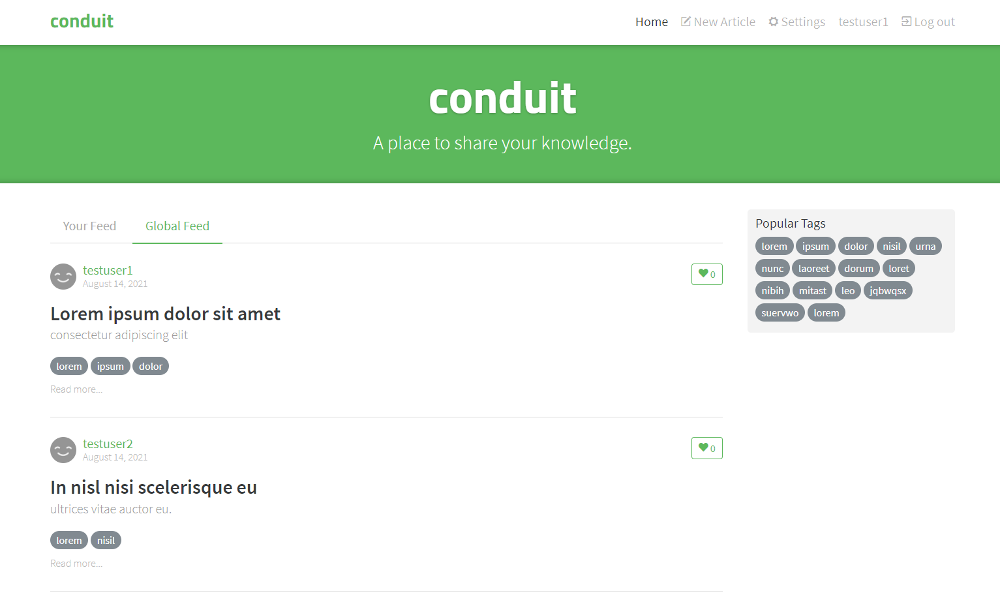 conduit
Home New Article Settings testuser1 Log out
conduit
A place to share your knowledge.
Your Feed Global Feed
testuser1
August 14, 2021
0
Lorem ipsum dolor sit amet
consectetur adipiscing elit
lorem ipsum dolor
Read more...
testuser2
August 14, 2021
0
In nisl nisi scelerisque eu
ultrices vitae auctor eu.
lorem nisil
Read more...
Popular Tags
lorem ipsum dolor nisil urna
nunc laoreet dorum loret
nibih mitast leo jqbwqsx
suervwo lorem